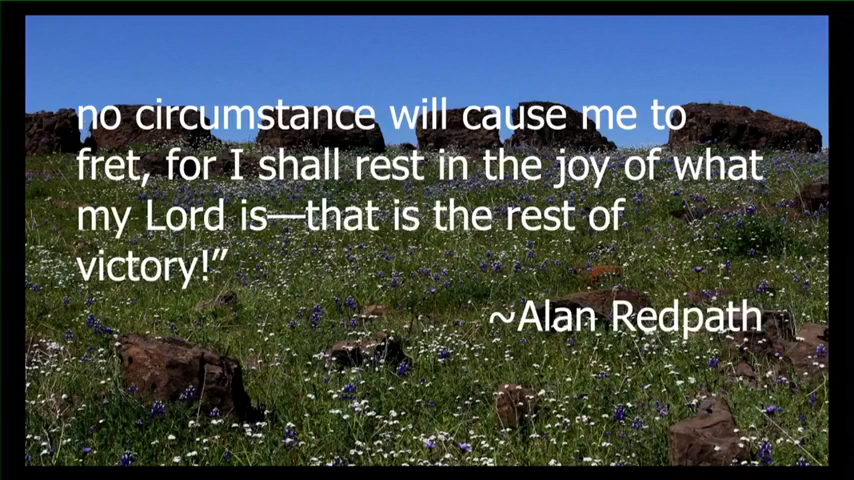 no circumstance will cause me to
fret, for I shall rest in the joy of what
my Lord is—that is the rest of
victory!”
~Alan Redpath